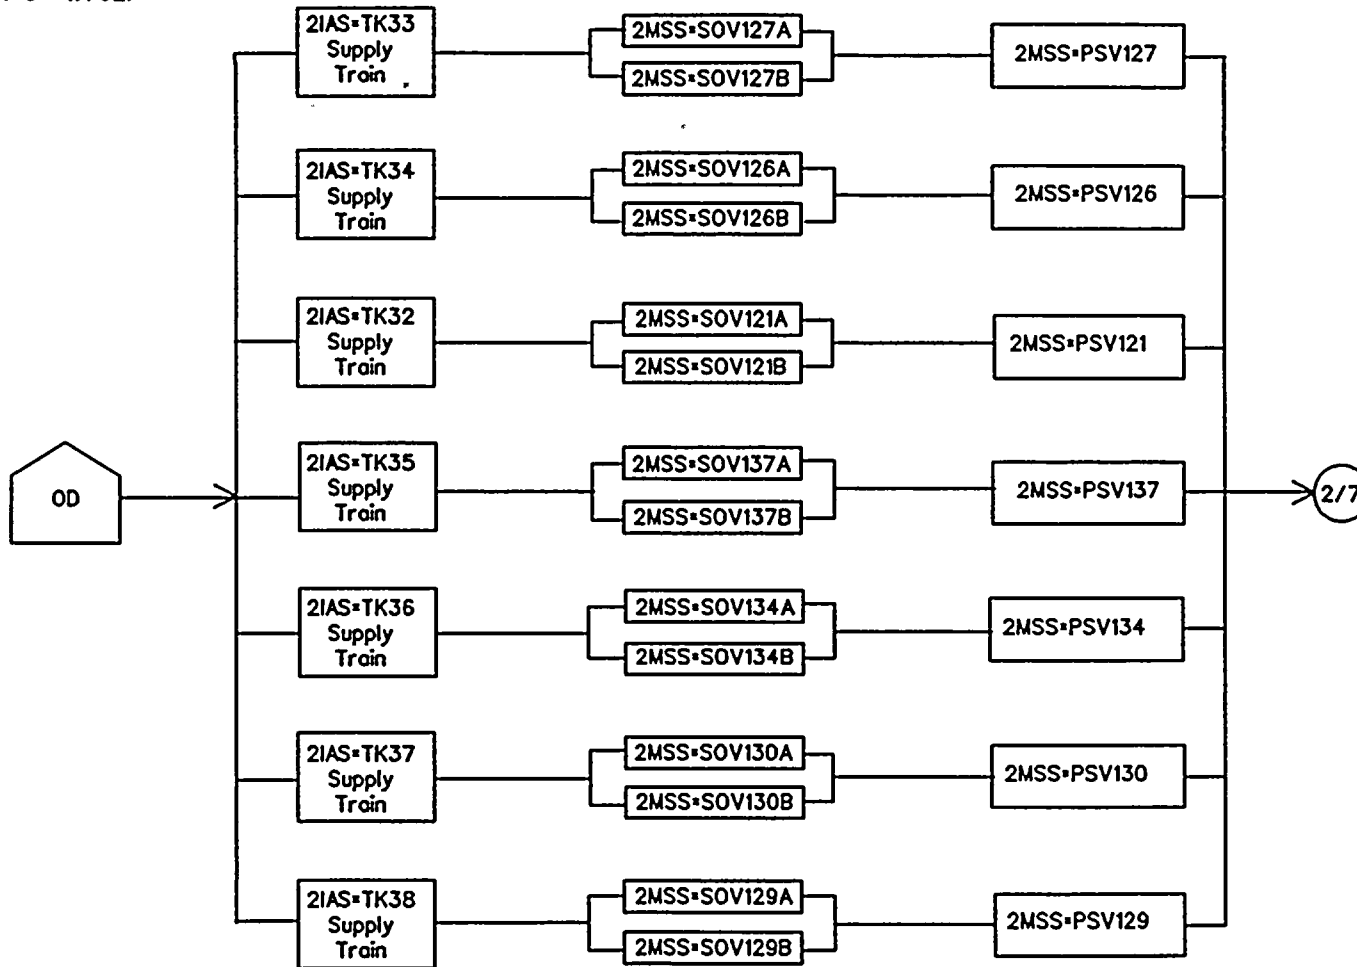 2IAS*TK33
Supply
Train
2MSS*SOV127A
2MSS*SOV127B
2MSS*PSV127
2IAS*TK34
Supply
Train
2MSS*SOV126A
2MSS*SOV126B
2MSS*PSV126
2IAS*TK32
Supply
Train
2MSS*SOV121A
2MSS*SOV121B
2MSS*PSV121
OD
2IAS*TK35
Supply
Train
2MSS*SOV137A
2MSS*SOV137B
2MSS*PSV137
2/7
2IAS*TK36
Supply
Train
2MSS*SOV134A
2MSS*SOV134B
2MSS*PSV134
2IAS*TK37
Supply
Train
2MSS*SOV130A
2MSS*SOV130B
2MSS*PSV130
2IAS*TK38
Supply
Train
2MSS*SOV129A
2MSS*SOV129B
2MSS*PSV129